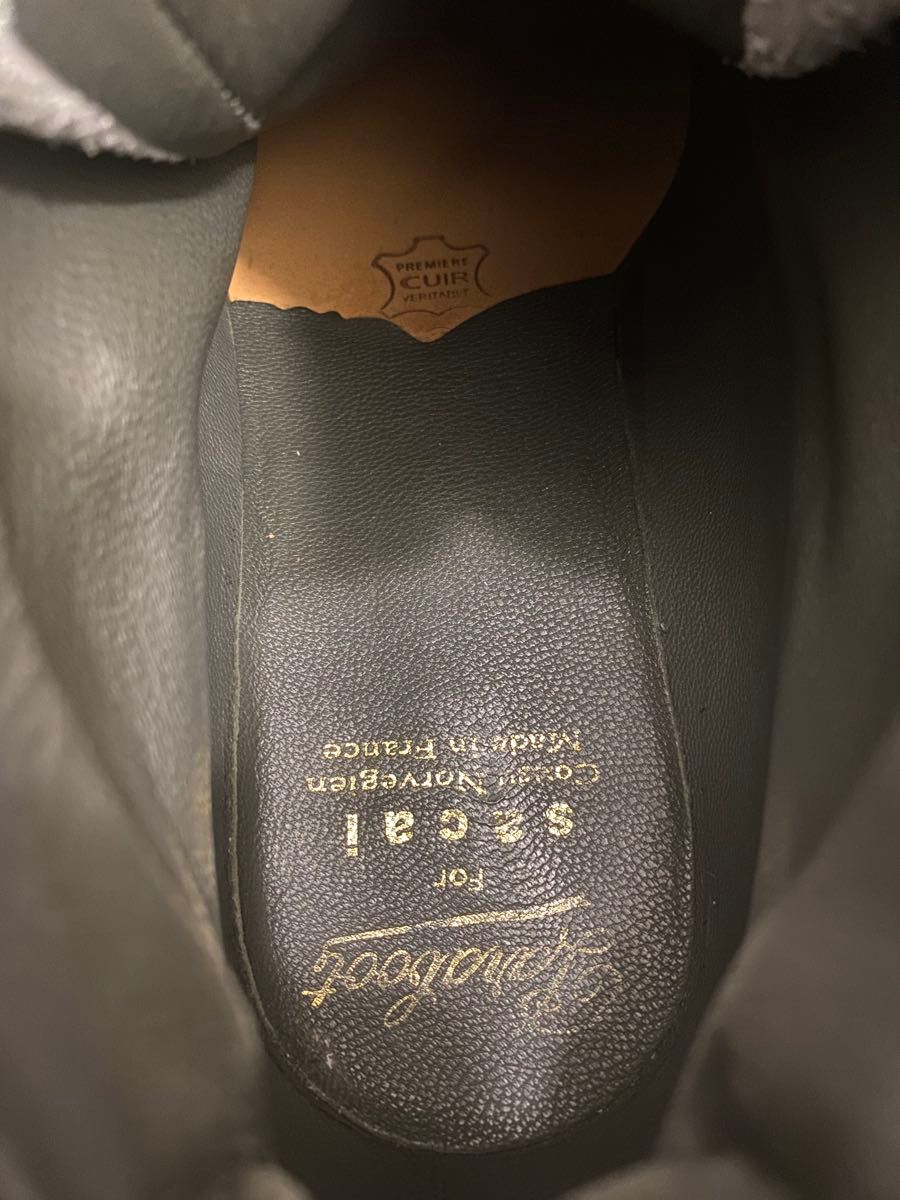 PREMIERE
CUIR
VERITABLE
Paraboot
For
sacai
Cousu Norvegien
Made in France